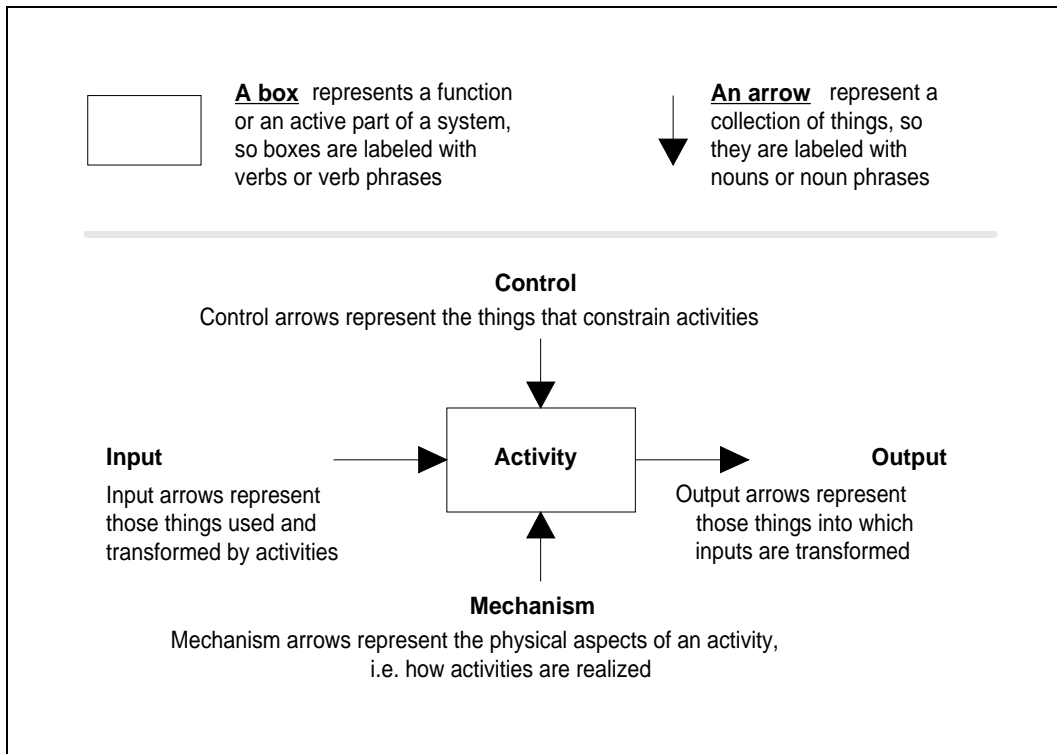 A box represents a function
or an active part of a system,
so boxes are labeled with
verbs or verb phrases
An arrow represent a
collection of things, so
they are labeled with
nouns or noun phrases
Control
Control arrows represent the things that constrain activities
Input
Input arrows represent
those things used and
transformed by activities
Activity
Output
Output arrows represent
those things into which
inputs are transformed
Mechanism
Mechanism arrows represent the physical aspects of an activity,
i.e. how activities are realized